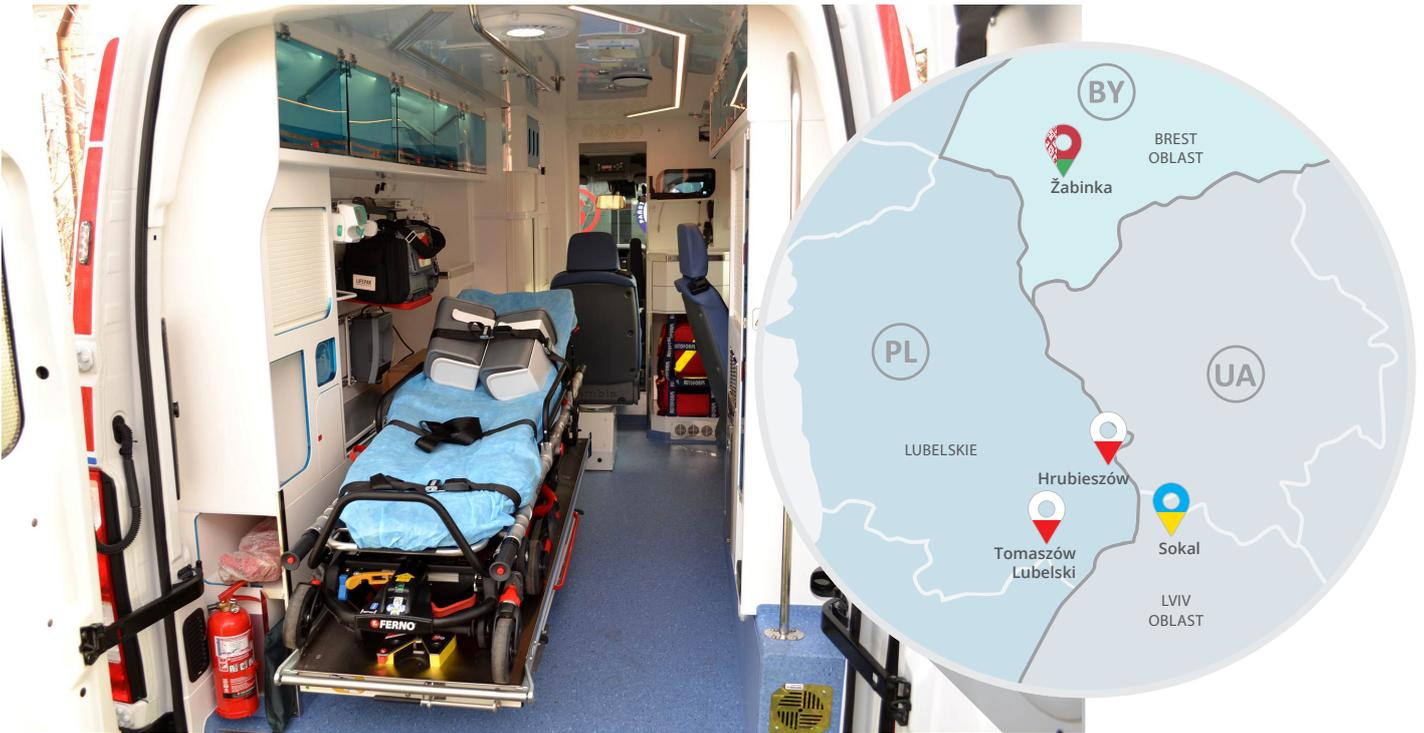 BY
BREST
OBLAST
Žabinka
PL
UA
LUBELSKIE
Hrubieszów
Tomaszów
Lubelski
Sokal
LVIV
OBLAST
LIFEPAK
FERNO